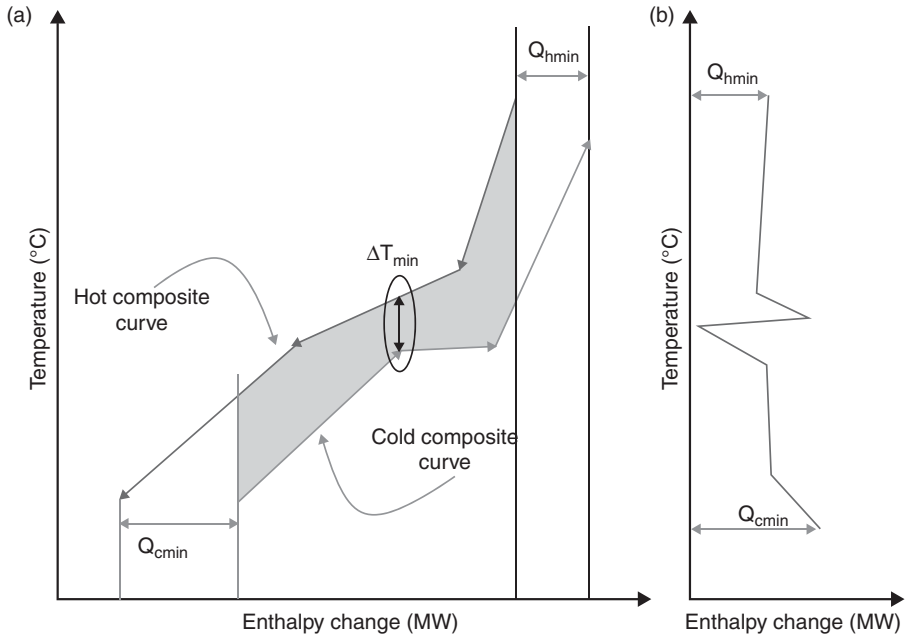 (a)
Q_hmin
ΔT_min
Hot composite
curve
Temperature (°C)
Cold composite
curve
Q_cmin
Enthalpy change (MW)
(b)
Q_hmin
Temperature (°C)
Q_cmin
Enthalpy change (MW)